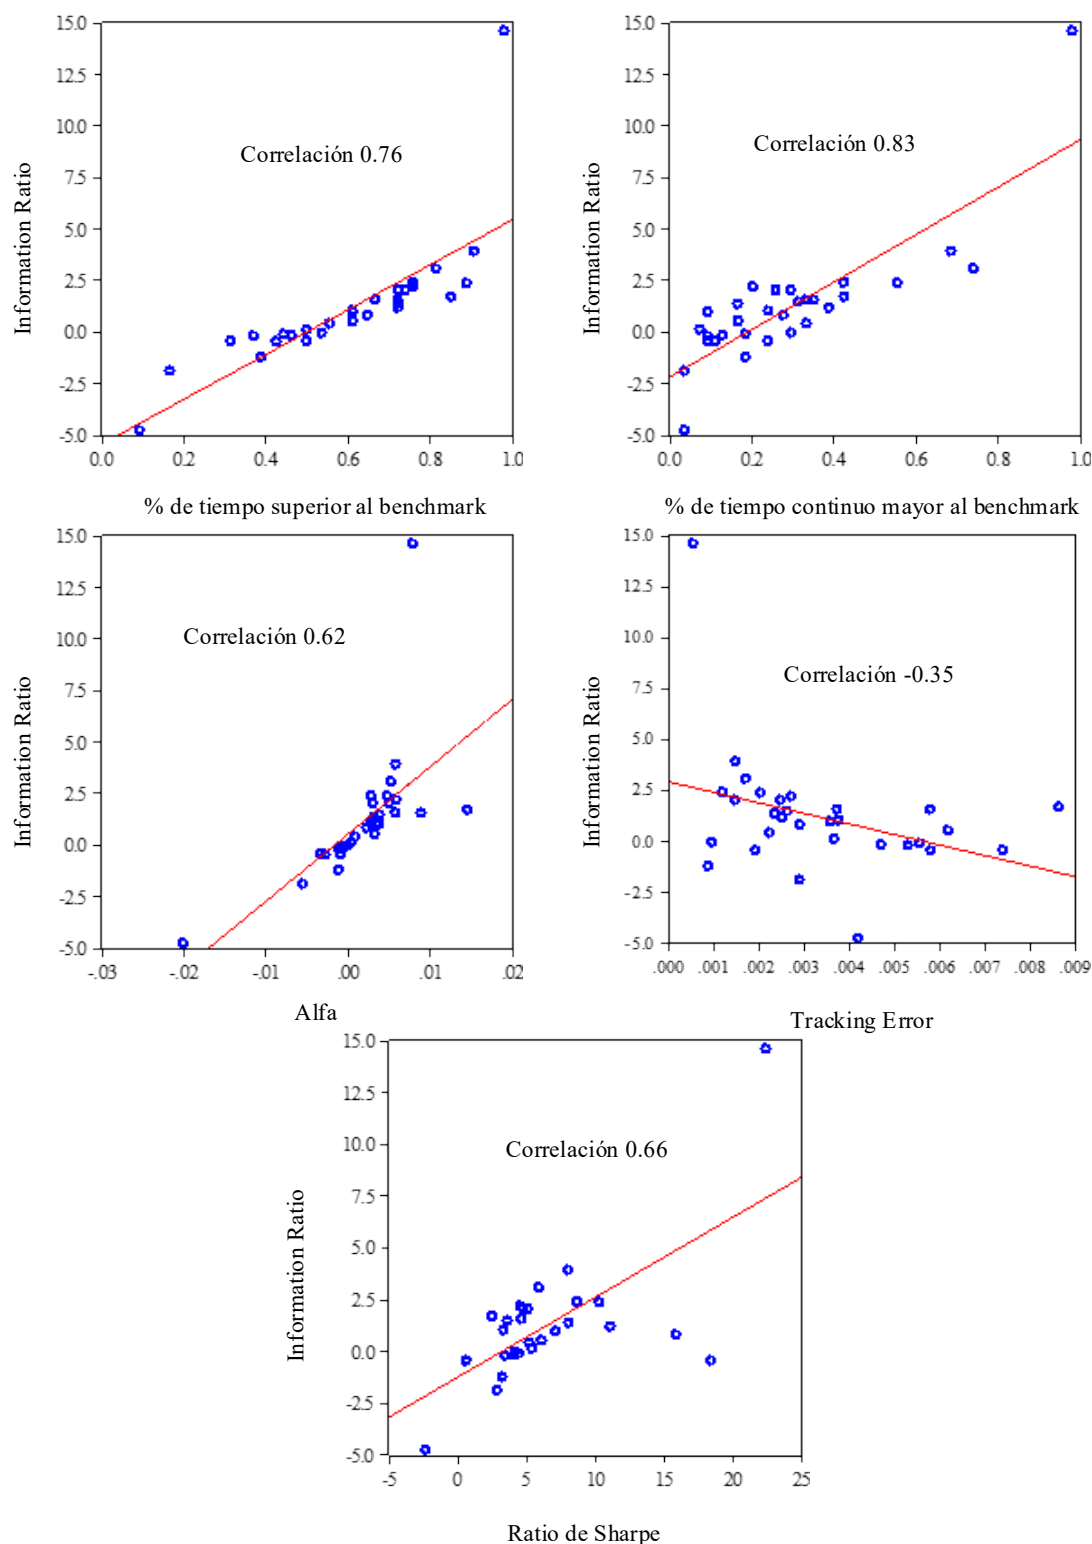 15.0
12.5
10.0
7.5
5.0
2.5
0.0
-2.5
-5.0
Information Ratio
Correlación 0.76
0.0 0.2 0.4 0.6 0.8 1.0
% de tiempo superior al benchmark
15.0
12.5
10.0
7.5
5.0
2.5
0.0
-2.5
-5.0
Information Ratio
Correlación 0.83
0.0 0.2 0.4 0.6 0.8 1.0
% de tiempo continuo mayor al benchmark
15.0
12.5
10.0
7.5
5.0
2.5
0.0
-2.5
-5.0
Information Ratio
Correlación 0.62
-.03 -.02 -.01 .00 .01 .02
Alfa
15.0
12.5
10.0
7.5
5.0
2.5
0.0
-2.5
-5.0
Information Ratio
Correlación -0.35
.000 .001 .002 .003 .004 .005 .006 .007 .008 .009
Tracking Error
15.0
12.5
10.0
7.5
5.0
2.5
0.0
-2.5
-5.0
Information Ratio
Correlación 0.66
-5 0 5 10 15 20 25
Ratio de Sharpe